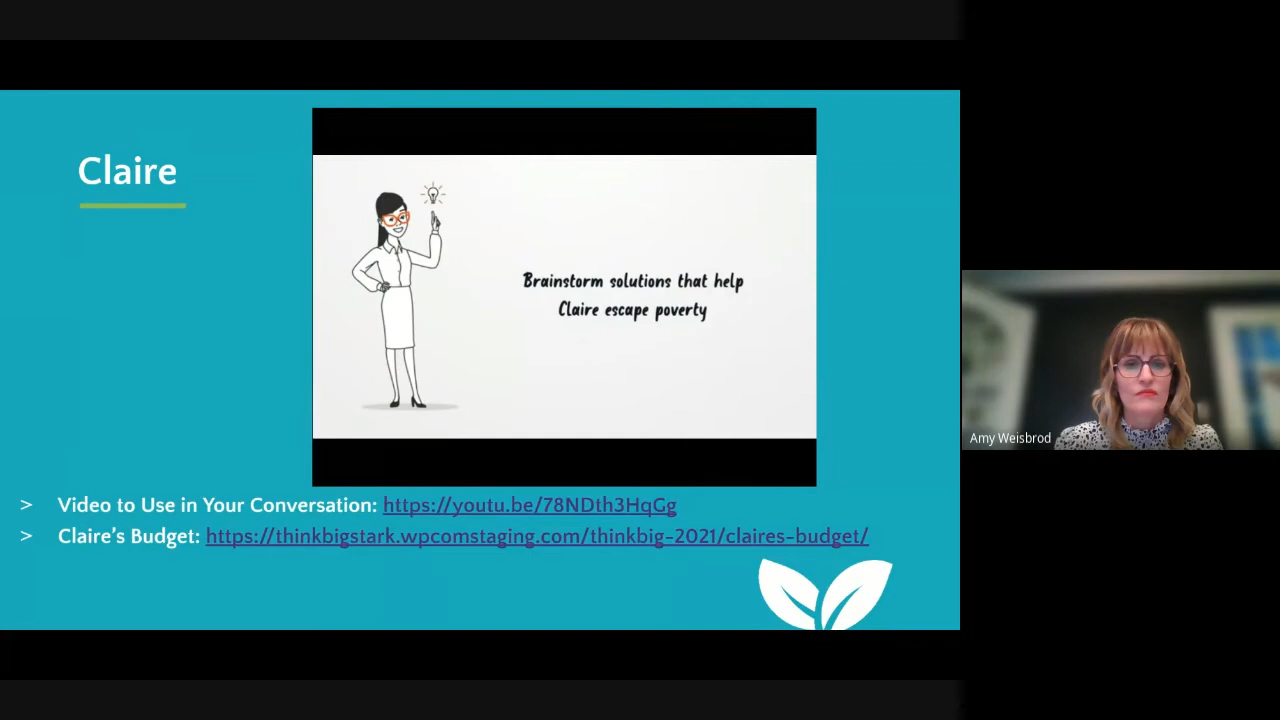 Claire
Brainstorm solutions that help
Claire escape poverty
> Video to Use in Your Conversation: https://youtu.be/78NDth3HqGg
> Claire's Budget: https://thinkbigstark.wpcomstaging.com/thinkbig-2021/claires-budget/
Amy Weisbrod